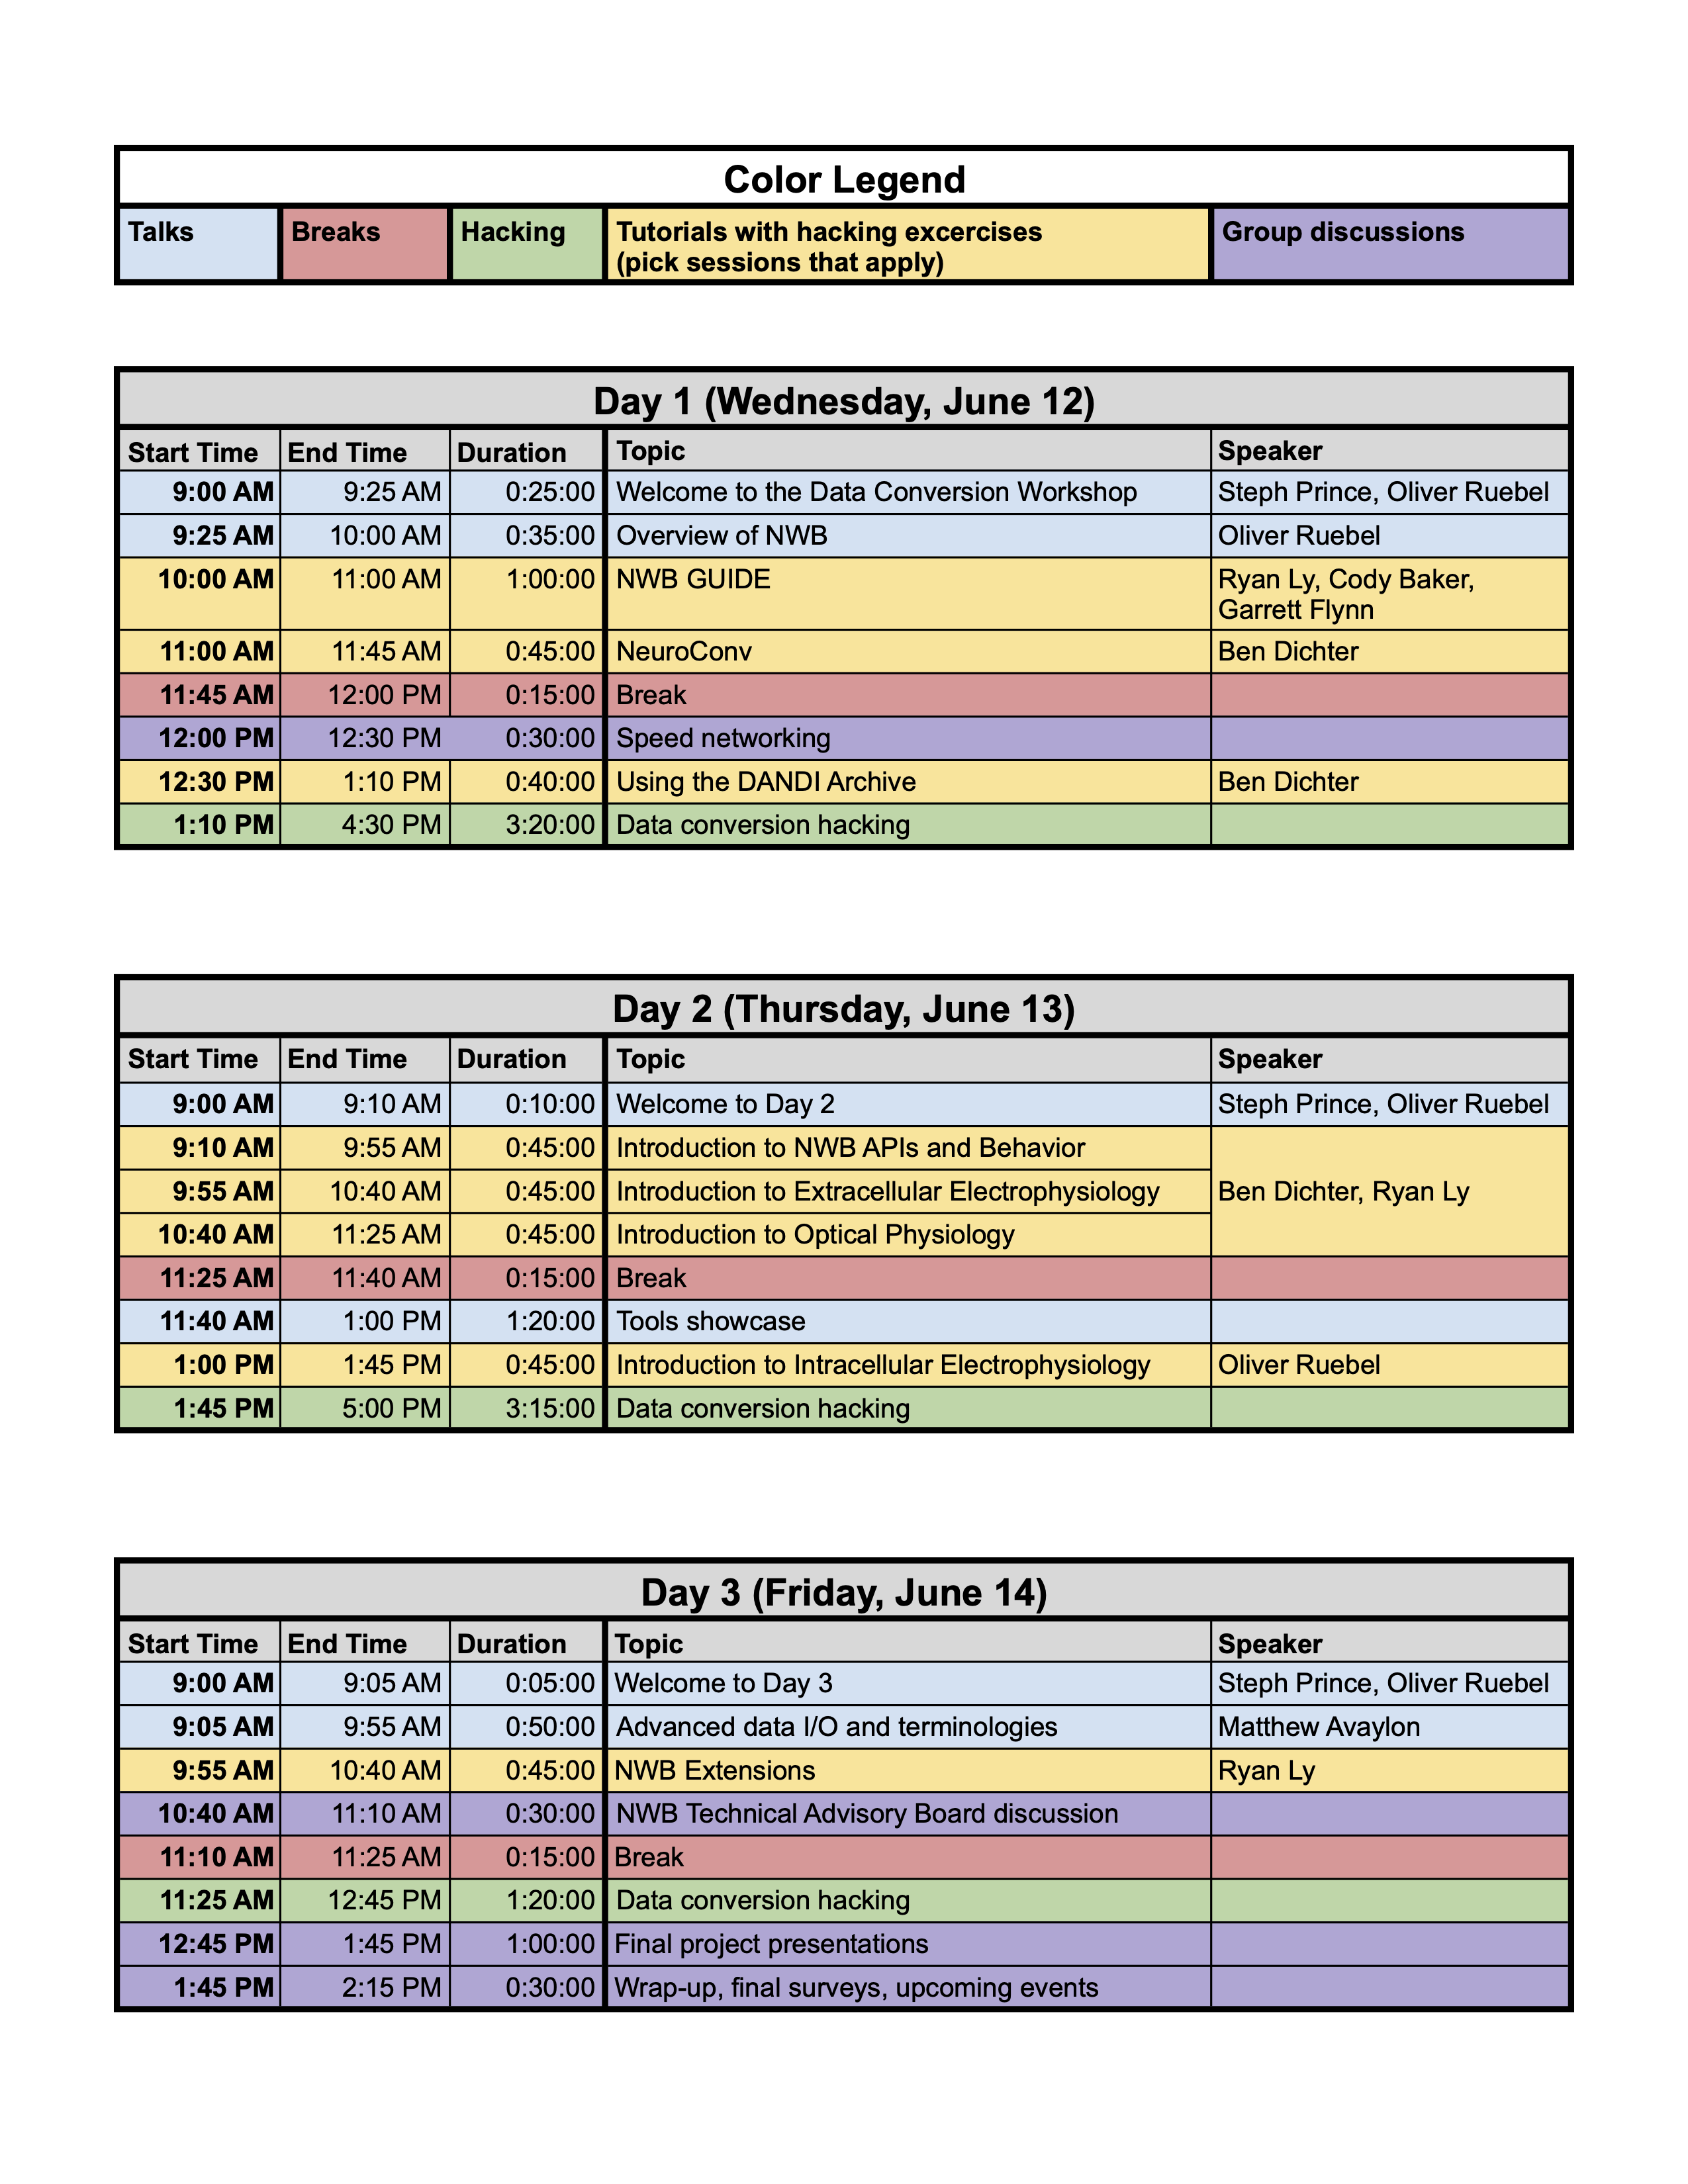 Color Legend
Talks Breaks Hacking Tutorials with hacking excercises Group discussions
(pick sessions that apply)
Day 1 (Wednesday, June 12)
Start Time End Time Duration Topic Speaker
9:00 AM 9:25 AM 0:25:00 Welcome to the Data Conversion Workshop Steph Prince, Oliver Ruebel
9:25 AM 10:00 AM 0:35:00 Overview of NWB Oliver Ruebel
10:00 AM 11:00 AM 1:00:00 NWB GUIDE Ryan Ly, Cody Baker,
Garrett Flynn
11:00 AM 11:45 AM 0:45:00 NeuroConv Ben Dichter
11:45 AM 12:00 PM 0:15:00 Break
12:00 PM 12:30 PM 0:30:00 Speed networking
12:30 PM 1:10 PM 0:40:00 Using the DANDI Archive Ben Dichter
1:10 PM 4:30 PM 3:20:00 Data conversion hacking
Day 2 (Thursday, June 13)
Start Time End Time Duration Topic Speaker
9:00 AM 9:10 AM 0:10:00 Welcome to Day 2 Steph Prince, Oliver Ruebel
9:10 AM 9:55 AM 0:45:00 Introduction to NWB APIs and Behavior
9:55 AM 10:40 AM 0:45:00 Introduction to Extracellular Electrophysiology Ben Dichter, Ryan Ly
10:40 AM 11:25 AM 0:45:00 Introduction to Optical Physiology
11:25 AM 11:40 AM 0:15:00 Break
11:40 AM 1:00 PM 1:20:00 Tools showcase
1:00 PM 1:45 PM 0:45:00 Introduction to Intracellular Electrophysiology Oliver Ruebel
1:45 PM 5:00 PM 3:15:00 Data conversion hacking
Day 3 (Friday, June 14)
Start Time End Time Duration Topic Speaker
9:00 AM 9:05 AM 0:05:00 Welcome to Day 3 Steph Prince, Oliver Ruebel
9:05 AM 9:55 AM 0:50:00 Advanced data I/O and terminologies Matthew Avaylon
9:55 AM 10:40 AM 0:45:00 NWB Extensions Ryan Ly
10:40 AM 11:10 AM 0:30:00 NWB Technical Advisory Board discussion
11:10 AM 11:25 AM 0:15:00 Break
11:25 AM 12:45 PM 1:20:00 Data conversion hacking
12:45 PM 1:45 PM 1:00:00 Final project presentations
1:45 PM 2:15 PM 0:30:00 Wrap-up, final surveys, upcoming events